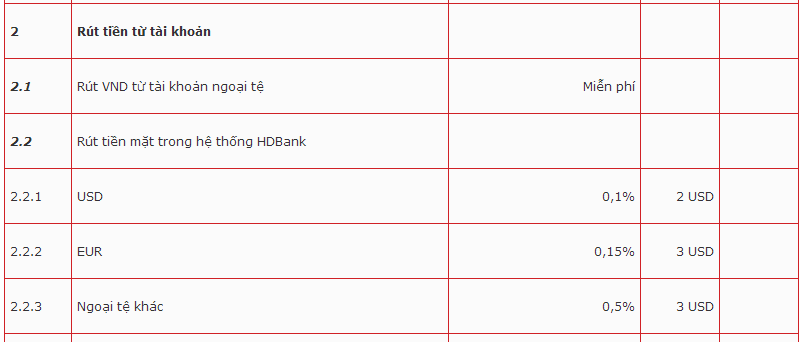 2 Rút tiền từ tài khoản
2.1 Rút VND từ tài khoản ngoại tệ Miễn phí
2.2 Rút tiền mặt trong hệ thống HDBank
2.2.1 USD 0,1% 2 USD
2.2.2 EUR 0,15% 3 USD
2.2.3 Ngoại tệ khác 0,5% 3 USD